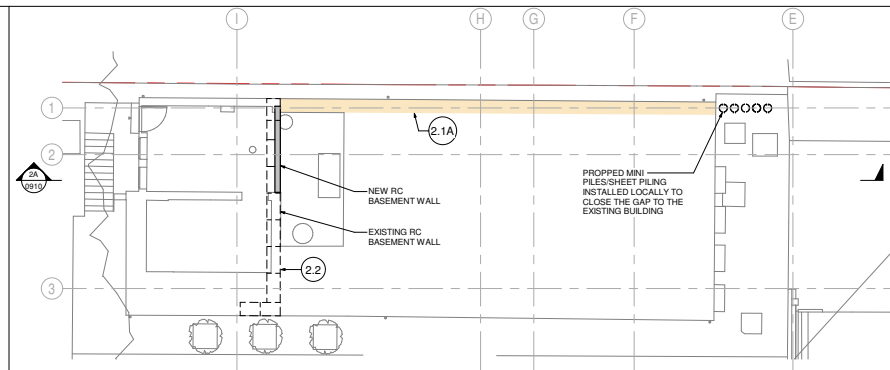 I
H
G
F
E
1
2.1A
2
2A
0910
PROPPED MINI
PILES/SHEET PILING
INSTALLED LOCALLY TO
CLOSE THE GAP TO THE
EXISTING BUILDING
NEW RC
BASEMENT WALL
EXISTING RC
BASEMENT WALL
2.2
3